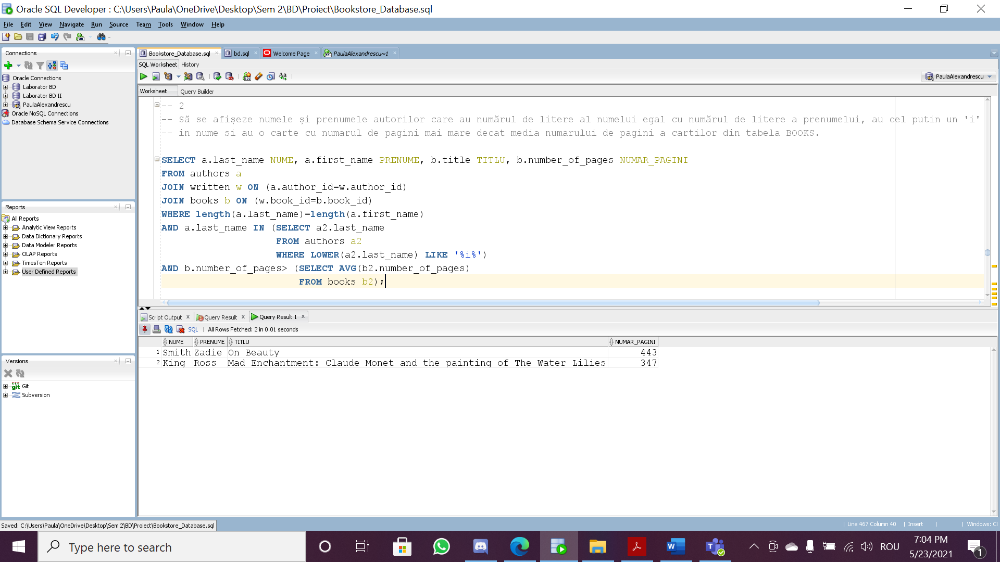 Oracle SQL Developer : C:\Users\Paula\OneDrive\Desktop\Sem 2\BD\Proiect\Bookstore_Database.sql
File Edit View Navigate Run Source Team Tools Window Help
Connections
Oracle Connections
Laborator BD
Laborator BD II
PaulaAlexandrescu
Oracle NoSQL Connections
Database Schema Service Connections
Reports
All Reports
Analytic View Reports
Data Dictionary Reports
Data Modeler Reports
OLAP Reports
TimesTen Reports
User Defined Reports
Versions
Git
Subversion
Bookstore_Database.sql bd.sql Welcome Page PaulaAlexandrescu~1
SQL Worksheet History
PaulaAlexandrescu
Worksheet Query Builder
-- 2
-- Să se afișeze numele și prenumele autorilor care au numărul de litere al numelui egal cu numărul de litere a prenumelui, au cel putin un 'i'
-- in nume si au o carte cu numarul de pagini mai mare decat media numarului de pagini a cartilor din tabela BOOKS.
SELECT a.last_name NUME, a.first_name PRENUME, b.title TITLU, b.number_of_pages NUMAR_PAGINI
FROM authors a
JOIN written w ON (a.author_id=w.author_id)
JOIN books b ON (w.book_id=b.book_id)
WHERE length(a.last_name)=length(a.first_name)
AND a.last_name IN (SELECT a2.last_name
FROM authors a2
WHERE LOWER(a2.last_name) LIKE '%i%')
AND b.number_of_pages> (SELECT AVG(b2.number_of_pages)
FROM books b2);
Script Output Query Result Query Result 1
SQL All Rows Fetched: 2 in 0.01 seconds
NUME PRENUME TITLU NUMAR_PAGINI
1 Smith Zadie On Beauty 443
2 King Ross Mad Enchantment: Claude Monet and the painting of The Water Lilies 347
Saved: C:\Users\Paula\OneDrive\Desktop\Sem 2\BD\Proiect\Bookstore_Database.sql
Line 467 Column 40 Insert Windows: Cl
Type here to search
ROU
7:04 PM
5/23/2021
1